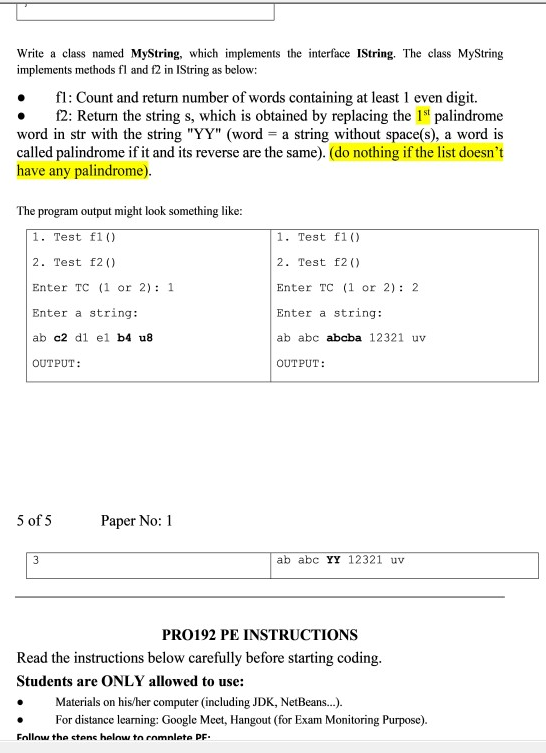 Write a class named MyString, which implements the interface IString. The class MyString
implements methods f1 and f2 in IString as below:
● f1: Count and return number of words containing at least 1 even digit.
● f2: Return the string s, which is obtained by replacing the 1st palindrome
word in str with the string "YY" (word = a string without space(s), a word is
called palindrome if it and its reverse are the same). (do nothing if the list doesn't
have any palindrome).
The program output might look something like:
1. Test f1()
2. Test f2()
Enter TC (1 or 2): 1
Enter a string:
ab c2 d1 e1 b4 u8
OUTPUT:
1. Test f1()
2. Test f2()
Enter TC (1 or 2): 2
Enter a string:
ab abc abcba 12321 uv
OUTPUT:
5 of 5 Paper No: 1
3
ab abc YY 12321 uv
PRO192 PE INSTRUCTIONS
Read the instructions below carefully before starting coding.
Students are ONLY allowed to use:
● Materials on his/her computer (including JDK, NetBeans...).
● For distance learning: Google Meet, Hangout (for Exam Monitoring Purpose).
Follow the steps below to complete PE: